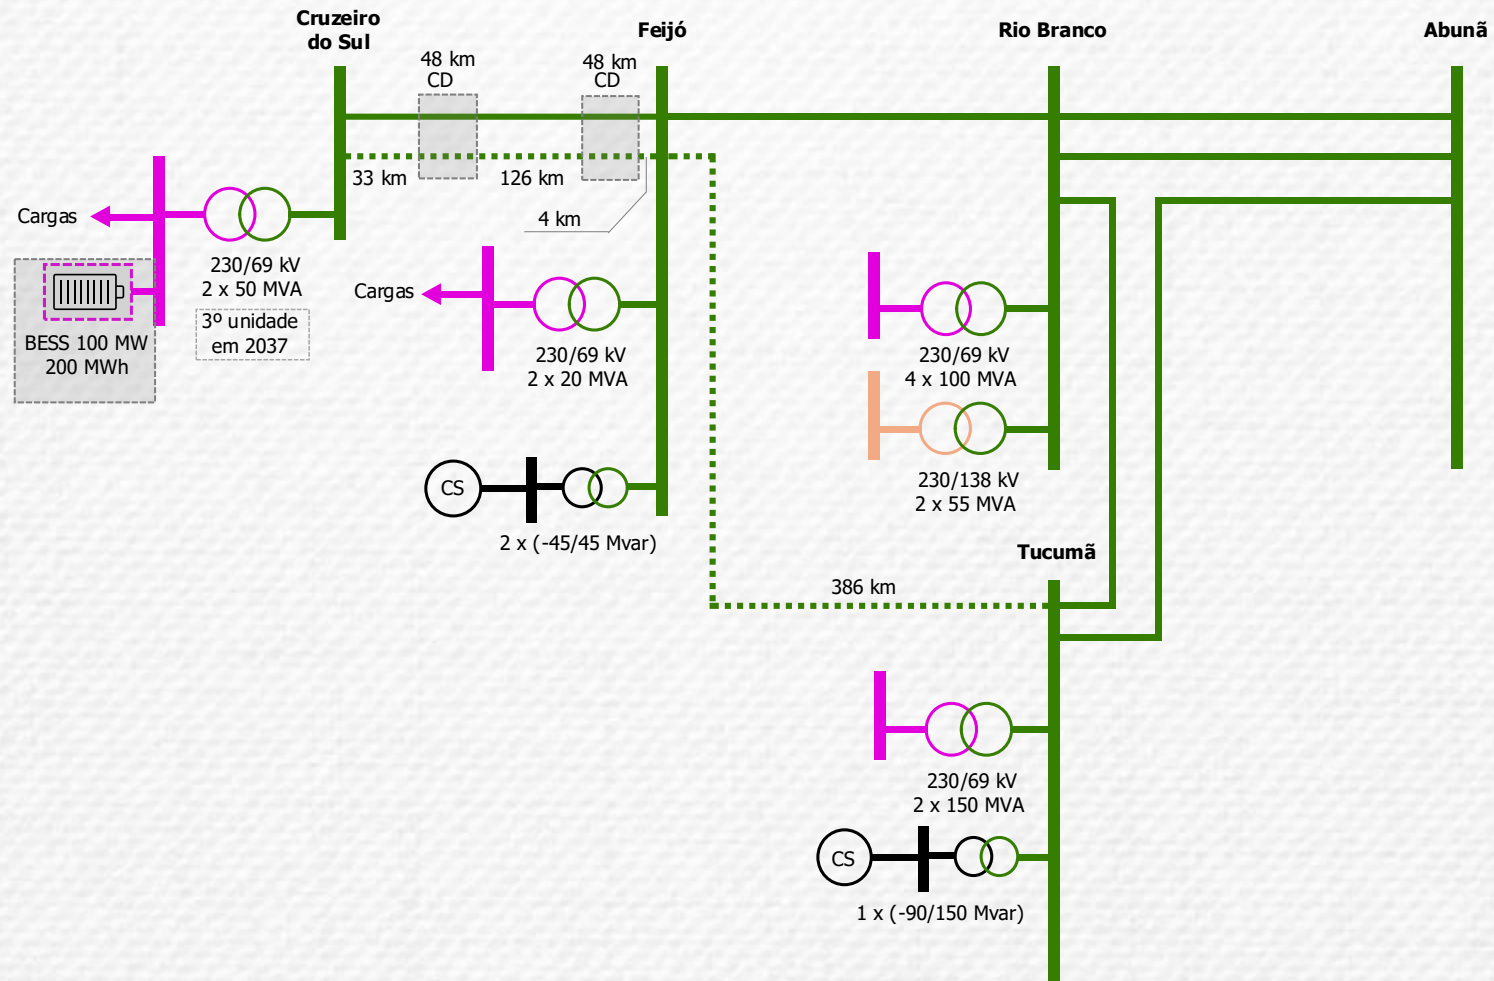 Cruzeiro
do Sul
Feijó
Rio Branco
Abunã
48 km
CD
48 km
CD
33 km
126 km
4 km
Cargas
230/69 kV
2 x 50 MVA
3º unidade
em 2037
BESS 100 MW
200 MWh
Cargas
230/69 kV
2 x 20 MVA
CS
2 x (-45/45 Mvar)
230/69 kV
4 x 100 MVA
230/138 kV
2 x 55 MVA
Tucumã
386 km
230/69 kV
2 x 150 MVA
CS
1 x (-90/150 Mvar)